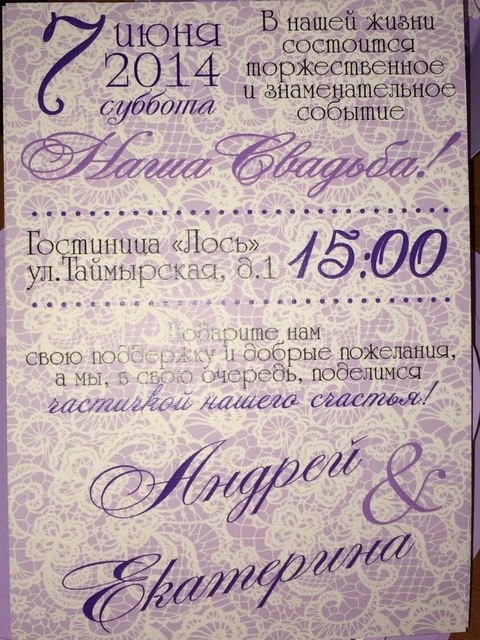 7 июня
2014
суббота
В нашей жизни
состоится
торжественное
и знаменательное
событие
Наша Свадьба!
Гостиница «Лось»
ул.Таймырская, д.1
15:00
Подарите нам
свою поддержку и добрые пожелания,
а мы, в свою очередь, поделимся
частичкой нашего счастья!
Андрей &
Екатерина